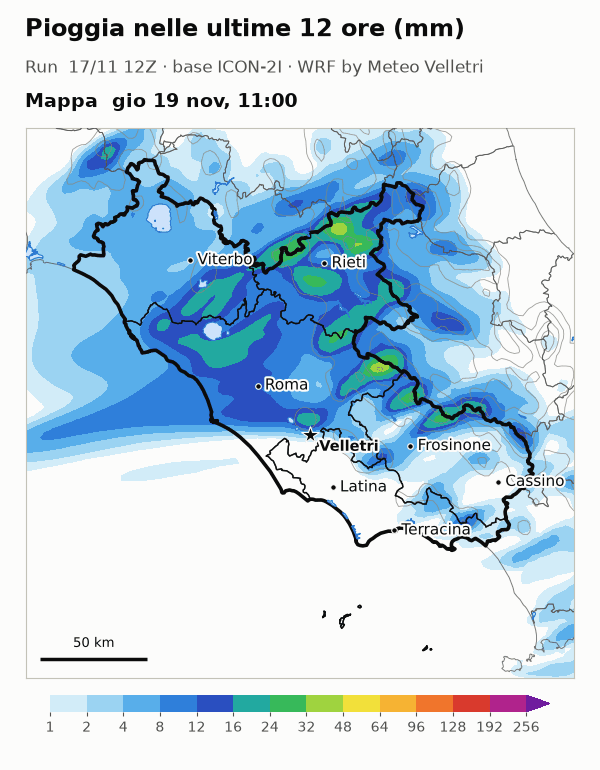 Pioggia nelle ultime 12 ore (mm)
Run 17/11 12Z · base ICON-2I · WRF by Meteo Velletri
Mappa gio 19 nov, 11:00
Viterbo
Rieti
Roma
Velletri
Frosinone
Latina
Cassino
Terracina
50 km
1 2 4 8 12 16 24 32 48 64 96 128 192 256